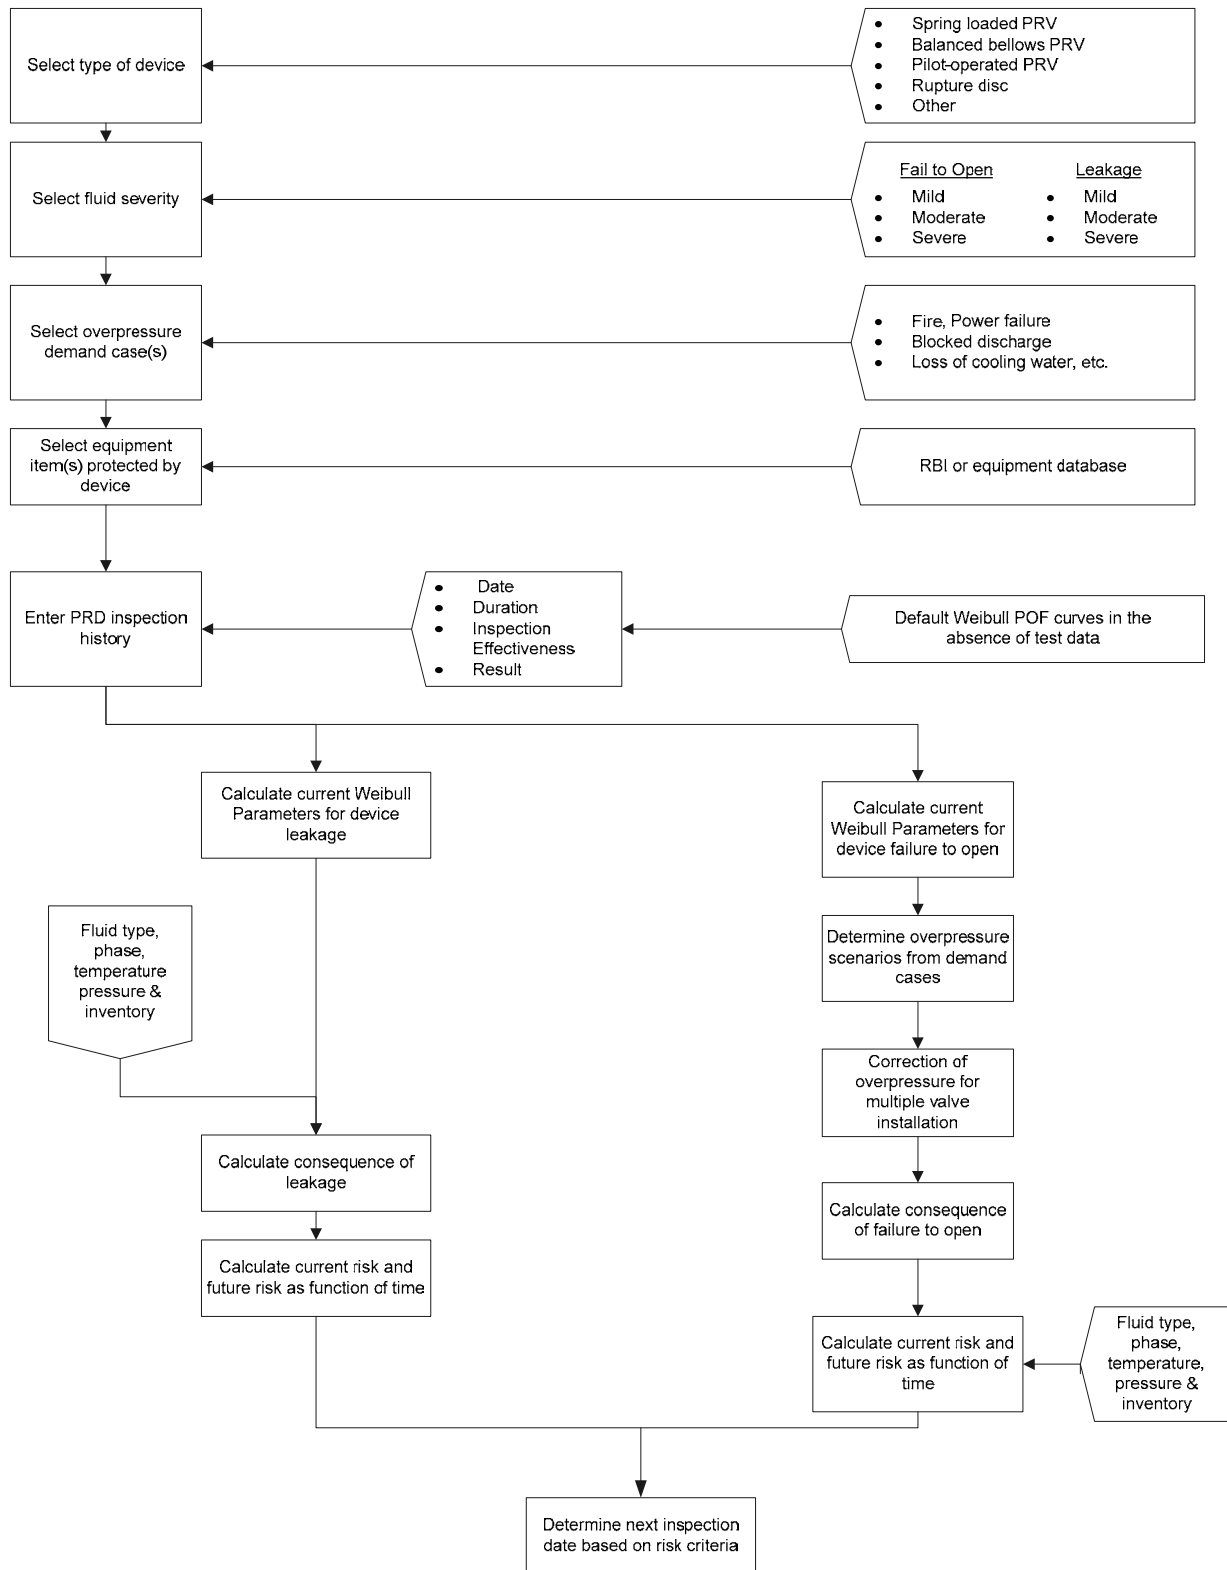 Select type of device
• Spring loaded PRV
• Balanced bellows PRV
• Pilot-operated PRV
• Rupture disc
• Other
Select fluid severity
Fail to Open
• Mild
• Moderate
• Severe
Leakage
• Mild
• Moderate
• Severe
Select overpressure
demand case(s)
• Fire, Power failure
• Blocked discharge
• Loss of cooling water, etc.
Select equipment
item(s) protected by
device
RBI or equipment database
Enter PRD inspection
history
• Date
• Duration
• Inspection
Effectiveness
• Result
Default Weibull POF curves in the
absence of test data
Calculate current Weibull
Parameters for device
leakage
Calculate current
Weibull Parameters for
device failure to open
Fluid type,
phase,
temperature
pressure &
inventory
Determine overpressure
scenarios from demand
cases
Correction of
overpressure for
multiple valve
installation
Calculate consequence of
leakage
Calculate consequence
of failure to open
Calculate current risk and
future risk as function of time
Calculate current risk and
future risk as function of
time
Fluid type,
phase,
temperature,
pressure &
inventory
Determine next inspection
date based on risk criteria